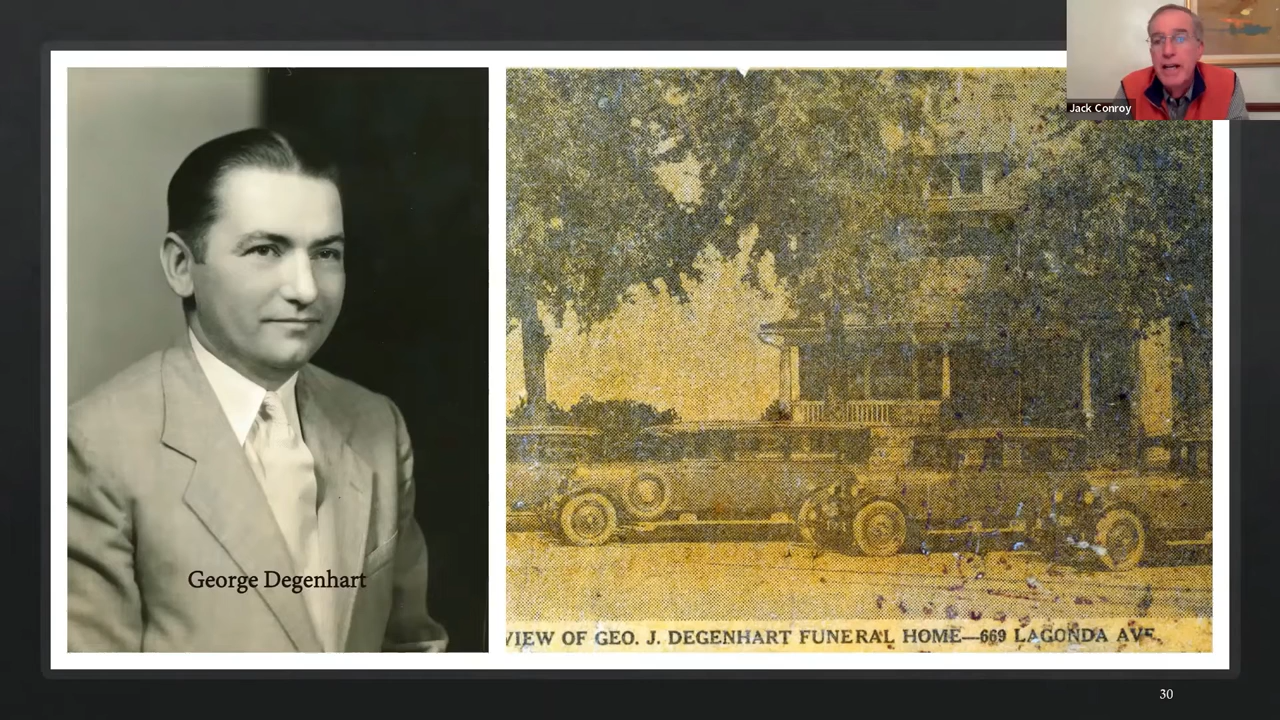 Jack Conroy
George Degenhart
VIEW OF GEO. J. DEGENHART FUNERAL HOME—669 LAGONDA AVE.
30